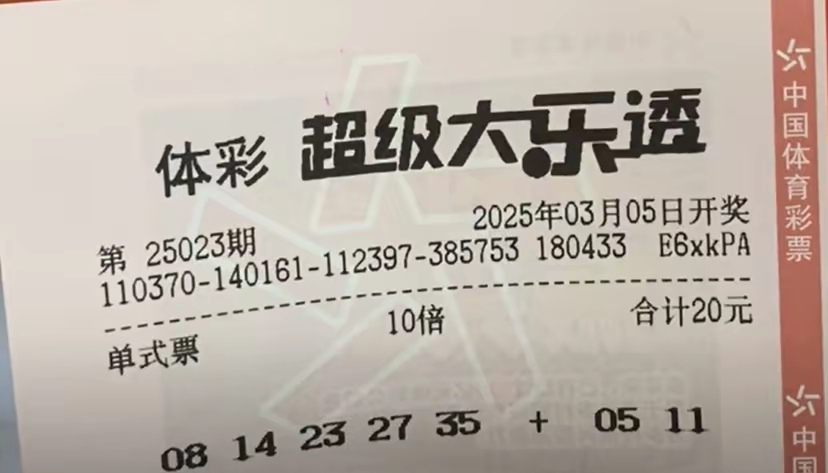 体彩 超级大乐透
第 25023期 2025年03月05日开奖
110370-140161-112397-385753 180433 E6xkPA
单式票 10倍 合计20元
08 14 23 27 35 + 05 11
中国体育彩票
中国